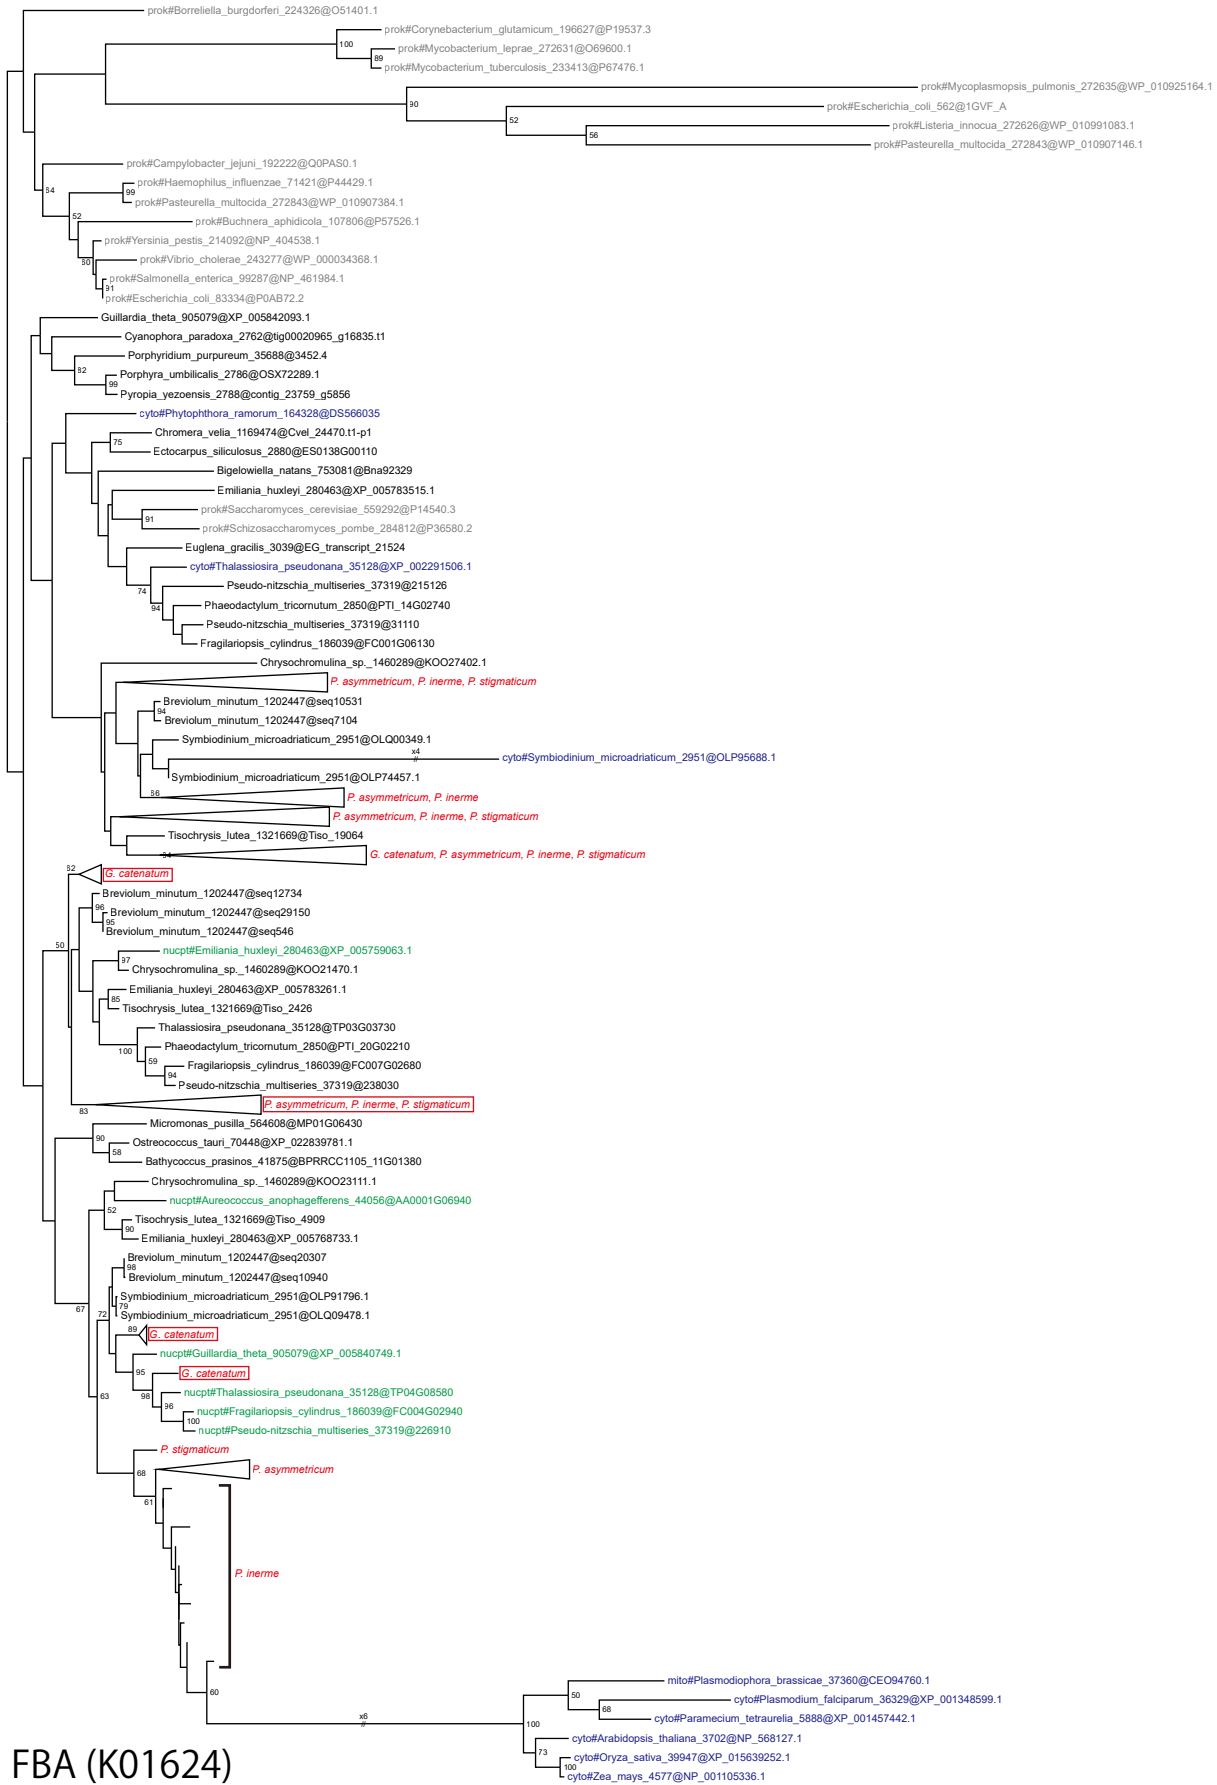 prok#Borreliella_burgdorferi_224326@O51401.1
prok#Corynebacterium_glutamicum_196627@P19537.3
100
prok#Mycobacterium_leprae_272631@O69600.1
89
prok#Mycobacterium_tuberculosis_233413@P67476.1
prok#Mycoplasmopsis_pulmonis_272635@WP_010925164.1
90
prok#Escherichia_coli_562@1GVF_A
52
prok#Listeria_innocua_272626@WP_010991083.1
56
prok#Pasteurella_multocida_272843@WP_010907146.1
prok#Campylobacter_jejuni_192222@Q0PAS0.1
64
prok#Haemophilus_influenzae_71421@P44429.1
99
prok#Pasteurella_multocida_272843@WP_010907384.1
52
prok#Buchnera_aphidicola_107806@P57526.1
prok#Yersinia_pestis_214092@NP_404538.1
60
prok#Vibrio_cholerae_243277@WP_000034368.1
prok#Salmonella_enterica_99287@NP_461984.1
91
prok#Escherichia_coli_83334@P0AB72.2
Guillardia_theta_905079@XP_005842093.1
Cyanophora_paradoxa_2762@tig00020965_g16835.t1
Porphyridium_purpureum_35688@3452.4
82
Porphyra_umbilicalis_2786@OSX72289.1
99
Pyropia_yezoensis_2788@contig_23759_g5856
cyto#Phytophthora_ramorum_164328@DS566035
Chromera_velia_1169474@Cvel_24470.t1-p1
75
Ectocarpus_siliculosus_2880@ES0138G00110
Bigelowiella_natans_753081@Bna92329
Emiliania_huxleyi_280463@XP_005783515.1
prok#Saccharomyces_cerevisiae_559292@P14540.3
91
prok#Schizosaccharomyces_pombe_284812@P36580.2
Euglena_gracilis_3039@EG_transcript_21524
cyto#Thalassiosira_pseudonana_35128@XP_002291506.1
74
Pseudo-nitzschia_multiseries_37319@215126
94
Phaeodactylum_tricornutum_2850@PTI_14G02740
Pseudo-nitzschia_multiseries_37319@31110
Fragilariopsis_cylindrus_186039@FC001G06130
Chrysochromulina_sp._1460289@KOO27402.1
P. asymmetricum, P. inerme, P. stigmaticum
Breviolum_minutum_1202447@seq10531
94
Breviolum_minutum_1202447@seq7104
Symbiodinium_microadriaticum_2951@OLQ00349.1
x4
//
cyto#Symbiodinium_microadriaticum_2951@OLP95688.1
Symbiodinium_microadriaticum_2951@OLP74457.1
66
P. asymmetricum, P. inerme
P. asymmetricum, P. inerme, P. stigmaticum
Tisochrysis_lutea_1321669@Tiso_19064
94
G. catenatum, P. asymmetricum, P. inerme, P. stigmaticum
82
G. catenatum
Breviolum_minutum_1202447@seq12734
96
Breviolum_minutum_1202447@seq29150
95
Breviolum_minutum_1202447@seq546
50
nucpt#Emiliania_huxleyi_280463@XP_005759063.1
97
Chrysochromulina_sp._1460289@KOO21470.1
Emiliania_huxleyi_280463@XP_005783261.1
85
Tisochrysis_lutea_1321669@Tiso_2426
Thalassiosira_pseudonana_35128@TP03G03730
100
Phaeodactylum_tricornutum_2850@PTI_20G02210
59
Fragilariopsis_cylindrus_186039@FC007G02680
94
Pseudo-nitzschia_multiseries_37319@238030
83
P. asymmetricum, P. inerme, P. stigmaticum
Micromonas_pusilla_564608@MP01G06430
90
Ostreococcus_tauri_70448@XP_022839781.1
58
Bathycoccus_prasinos_41875@BPRRCC1105_11G01380
Chrysochromulina_sp._1460289@KOO23111.1
nucpt#Aureococcus_anophagefferens_44056@AA0001G06940
52
Tisochrysis_lutea_1321669@Tiso_4909
90
Emiliania_huxleyi_280463@XP_005768733.1
Breviolum_minutum_1202447@seq20307
98
Breviolum_minutum_1202447@seq10940
Symbiodinium_microadriaticum_2951@OLP91796.1
67
72
79
Symbiodinium_microadriaticum_2951@OLQ09478.1
89
G. catenatum
nucpt#Guillardia_theta_905079@XP_005840749.1
95
G. catenatum
63
98
nucpt#Thalassiosira_pseudonana_35128@TP04G08580
96
nucpt#Fragilariopsis_cylindrus_186039@FC004G02940
100
nucpt#Pseudo-nitzschia_multiseries_37319@226910
P. stigmaticum
68
P. asymmetricum
61
P. inerme
mito#Plasmodiophora_brassicae_37360@CEO94760.1
60
50
cyto#Plasmodium_falciparum_36329@XP_001348599.1
68
x6
//
100
cyto#Paramecium_tetraurelia_5888@XP_001457442.1
cyto#Arabidopsis_thaliana_3702@NP_568127.1
73
cyto#Oryza_sativa_39947@XP_015639252.1
100
cyto#Zea_mays_4577@NP_001105336.1
FBA (K01624)